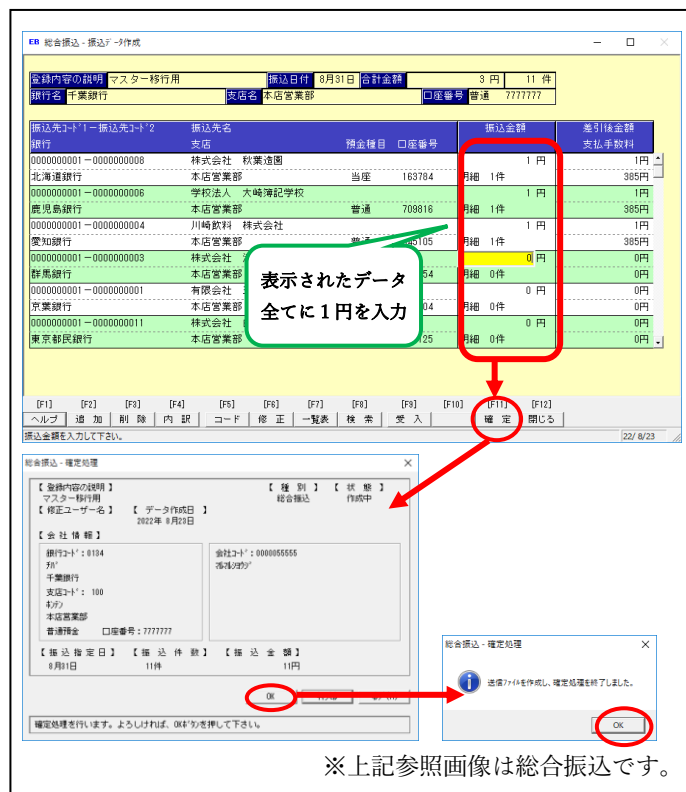 EB 総合振込 - 振込データ作成
登録内容の説明 マスター移行用 振込日付 8月31日 合計金額 3 円 11 件
銀行名 千葉銀行 支店名 本店営業部 口座番号 普通 7777777
振込先コード1-振込先コード2 振込先名 振込金額 差引後金額
銀行 支店 預金種目 口座番号 支払手数料
0000000001-0000000008 株式会社 秋葉造園 1 円 1円
北海道銀行 本店営業部 当座 163784 明細 1件 385円
0000000001-0000000006 学校法人 大崎簿記学校 1 円 1円
鹿児島銀行 本店営業部 普通 709816 明細 1件 385円
0000000001-0000000004 川崎飲料 株式会社 1 円 1円
愛知銀行 本店営業部 5105 明細 1件 385円
0000000001-0000000003 株式会社 0 円 0円
群馬銀行 本店営業部 54 明細 0件 0円
0000000001-0000000001 有限会社 0 円 0円
京葉銀行 本店営業部 04 明細 0件 0円
0000000001-0000000011 株式会社 0 円 0円
東京都民銀行 本店営業部 125 明細 0件 0円
表示されたデータ
全てに1円を入力
[F1] [F2] [F3] [F4] [F5] [F6] [F7] [F8] [F9] [F10] [F11] [F12]
ヘルプ 追 加 削 除 内 訳 コード 修 正 一覧表 検 索 受 入 確 定 閉じる
振込金額を入力して下さい。 22/ 8/23
総合振込 - 確定処理
【 登録内容の説明 】 【 種 別 】 【 状 態 】
マスター移行用 総合振込 作成中
【 修正ユーザー名 】 【 データ作成日 】
2022年 8月23日
【 会 社 情 報 】
銀行コード:0134 会社コード:0000055555
チバ
千葉銀行
支店コード: 100
ホンテン
本店営業部
普通預金 口座番号:7777777
【 振 込 指 定 日 】 【 振 込 件 数 】 【 振 込 金 額 】
8月31日 11件 11円
OK
確定処理を行います。よろしければ、OKボタンを押して下さい。
総合振込 - 確定処理
送信ファイルを作成し、確定処理を終了しました。
OK
※上記参照画像は総合振込です。